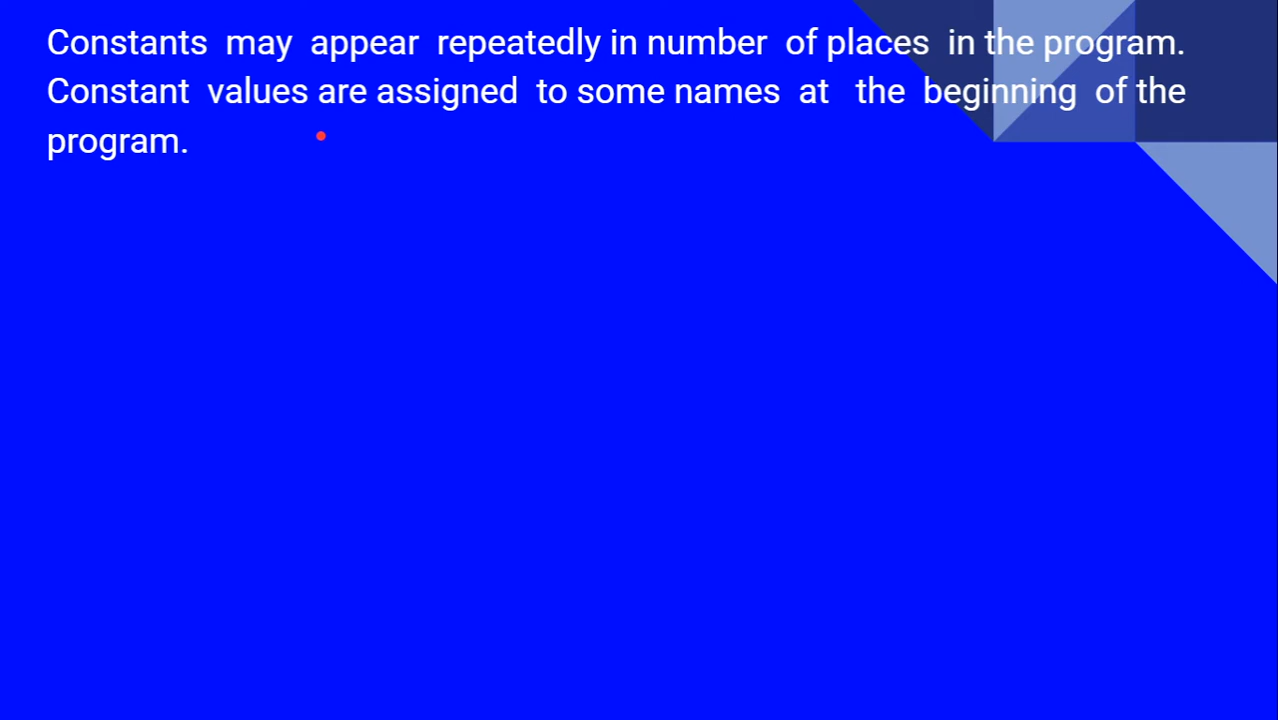 Constants may appear repeatedly in number of places in the program.
Constant values are assigned to some names at the beginning of the
program.